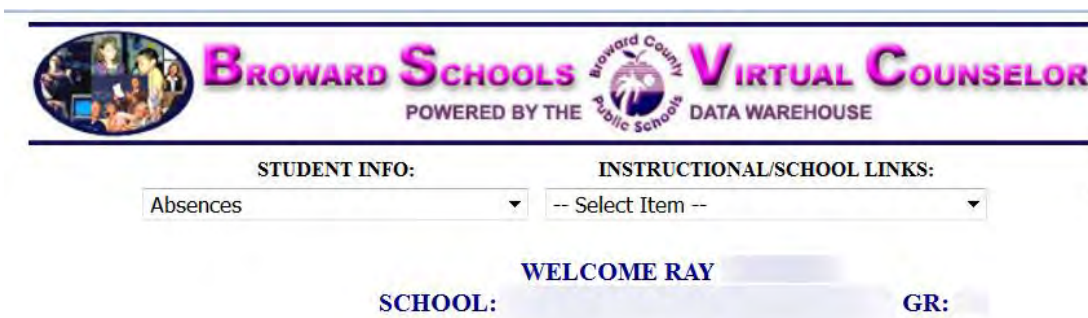 BROWARD SCHOOLS Broward County Public Schools VIRTUAL COUNSELOR
POWERED BY THE DATA WAREHOUSE
STUDENT INFO: INSTRUCTIONAL/SCHOOL LINKS:
Absences -- Select Item --
WELCOME RAY
SCHOOL: GR: